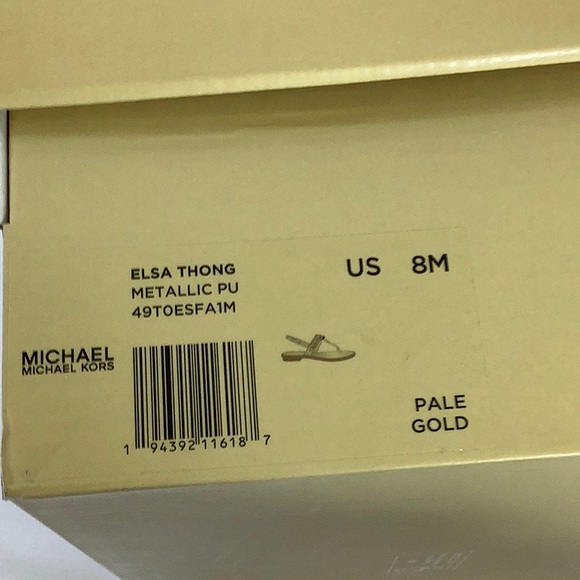 ELSA THONG
METALLIC PU
49T0ESFA1M
US 8M
MICHAEL
MICHAEL KORS
1 94392 11618 7
PALE
GOLD